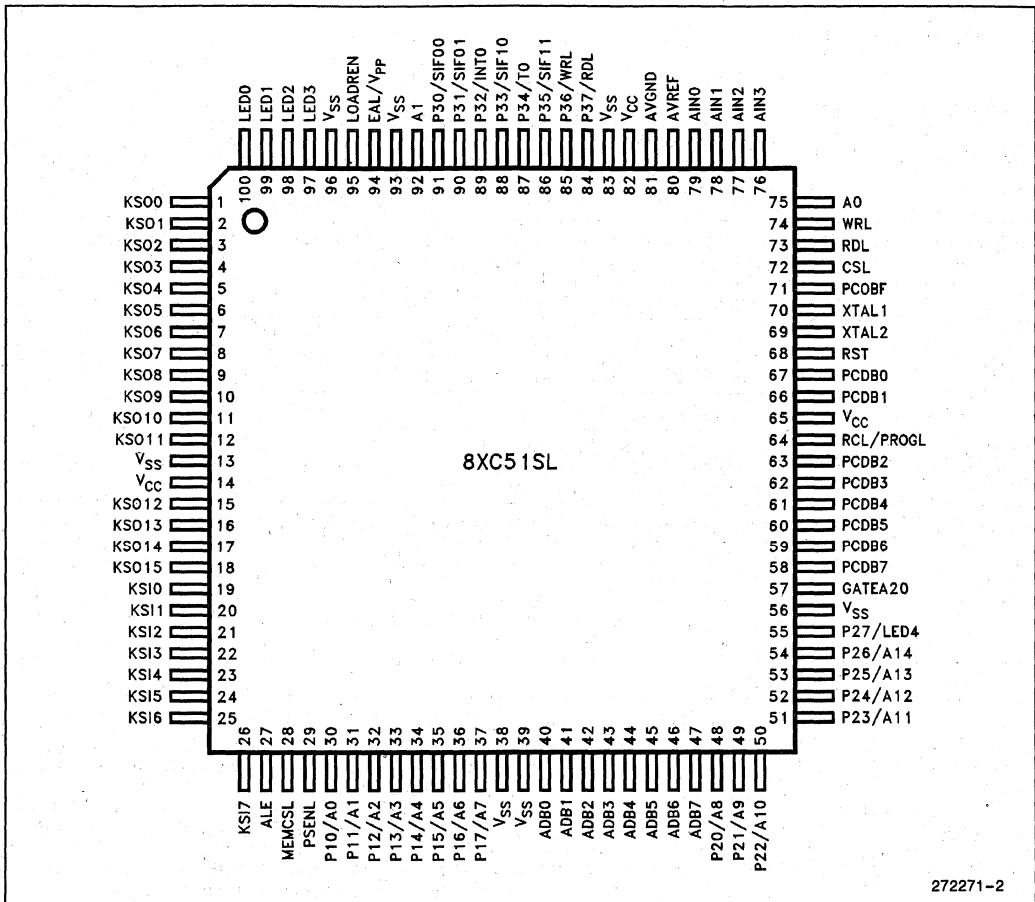 LED0
LED1
LED2
LED3
VSS
LOADREN
EAL/VPP
VSS
A1
P30/SIF00
P31/SIF01
P32/INT0
P33/SIF10
P34/T0
P35/SIF11
P36/WRL
P37/RDL
VSS
VCC
AVGND
AVREF
AIN0
AIN1
AIN2
AIN3
100
99
98
97
96
95
94
93
92
91
90
89
88
87
86
85
84
83
82
81
80
79
78
77
76
KSO0 1
KSO1 2
KSO2 3
KSO3 4
KSO4 5
KSO5 6
KSO6 7
KSO7 8
KSO8 9
KSO9 10
KSO10 11
KSO11 12
VSS 13
VCC 14
KSO12 15
KSO13 16
KSO14 17
KSO15 18
KSI0 19
KSI1 20
KSI2 21
KSI3 22
KSI4 23
KSI5 24
KSI6 25
8XC51SL
75 A0
74 WRL
73 RDL
72 CSL
71 PCOBF
70 XTAL1
69 XTAL2
68 RST
67 PCDB0
66 PCDB1
65 VCC
64 RCL/PROGL
63 PCDB2
62 PCDB3
61 PCDB4
60 PCDB5
59 PCDB6
58 PCDB7
57 GATEA20
56 VSS
55 P27/LED4
54 P26/A14
53 P25/A13
52 P24/A12
51 P23/A11
26
27
28
29
30
31
32
33
34
35
36
37
38
39
40
41
42
43
44
45
46
47
48
49
50
KSI7
ALE
MEMCSL
PSENL
P10/A0
P11/A1
P12/A2
P13/A3
P14/A4
P15/A5
P16/A6
P17/A7
VSS
VSS
ADB0
ADB1
ADB2
ADB3
ADB4
ADB5
ADB6
ADB7
P20/A8
P21/A9
P22/A10
272271-2